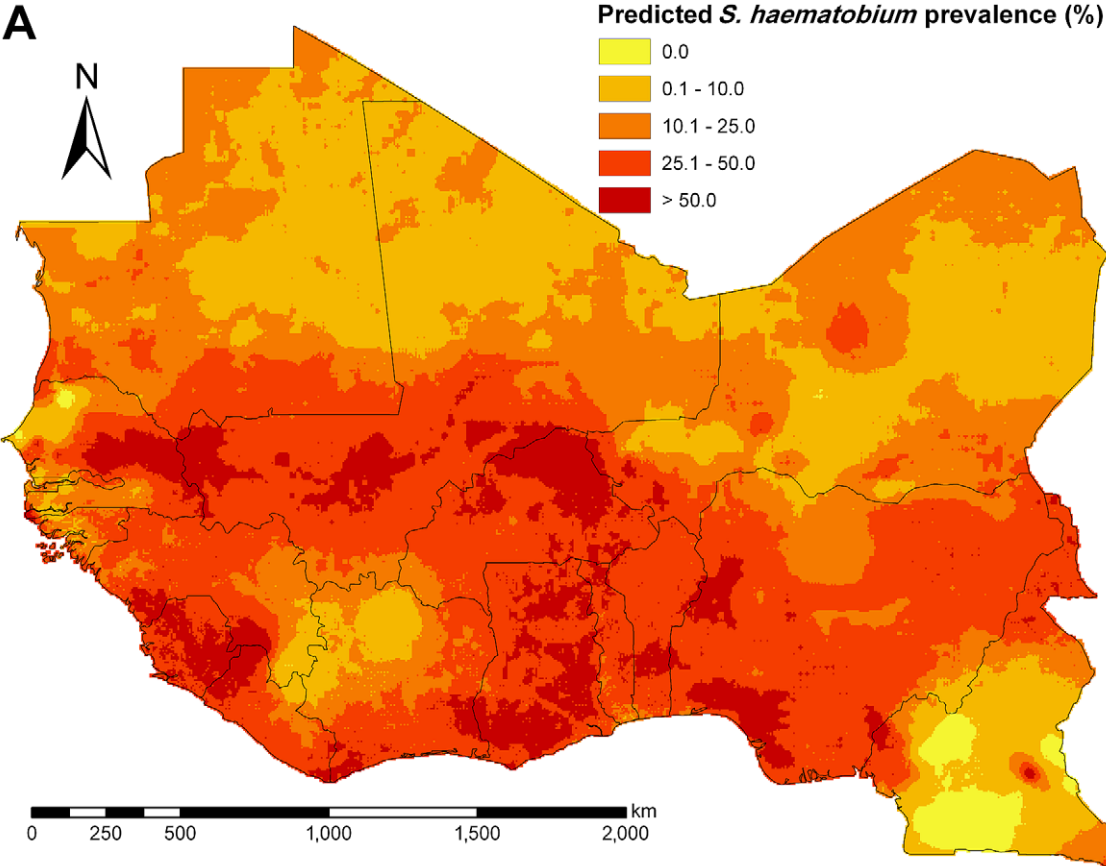 A
Predicted S. haematobium prevalence (%)
0.0
0.1 - 10.0
10.1 - 25.0
25.1 - 50.0
> 50.0
N
km
0 250 500 1,000 1,500 2,000